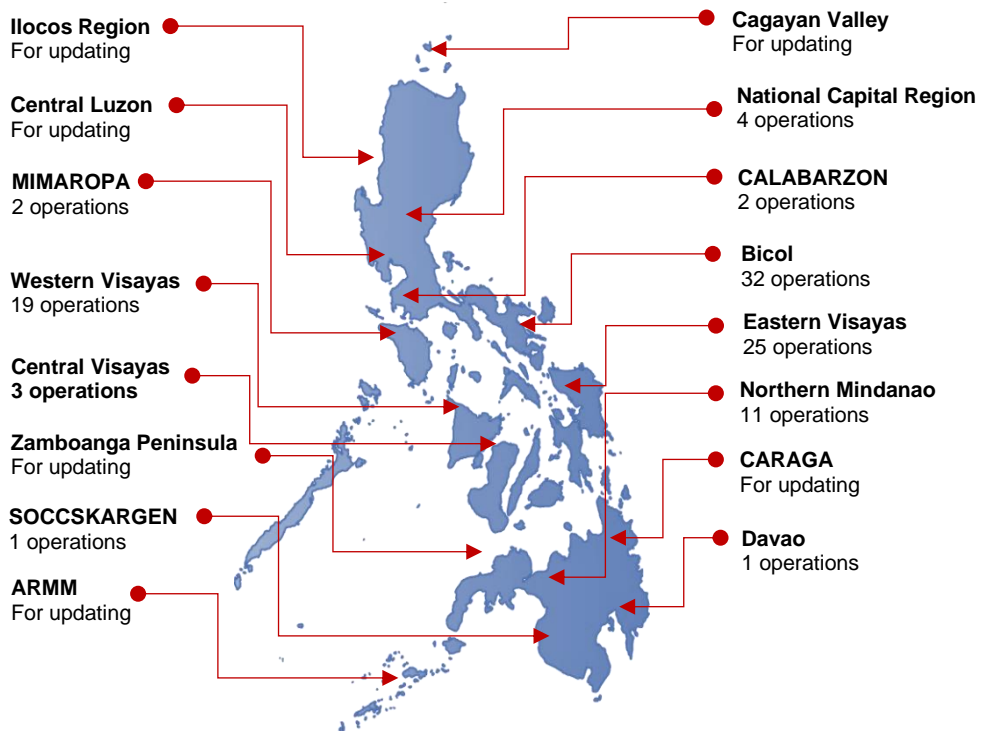 Ilocos Region
For updating
Central Luzon
For updating
MIMAROPA
2 operations
Western Visayas
19 operations
Central Visayas
3 operations
Zamboanga Peninsula
For updating
SOCCSKARGEN
1 operations
ARMM
For updating
Cagayan Valley
For updating
National Capital Region
4 operations
CALABARZON
2 operations
Bicol
32 operations
Eastern Visayas
25 operations
Northern Mindanao
11 operations
CARAGA
For updating
Davao
1 operations